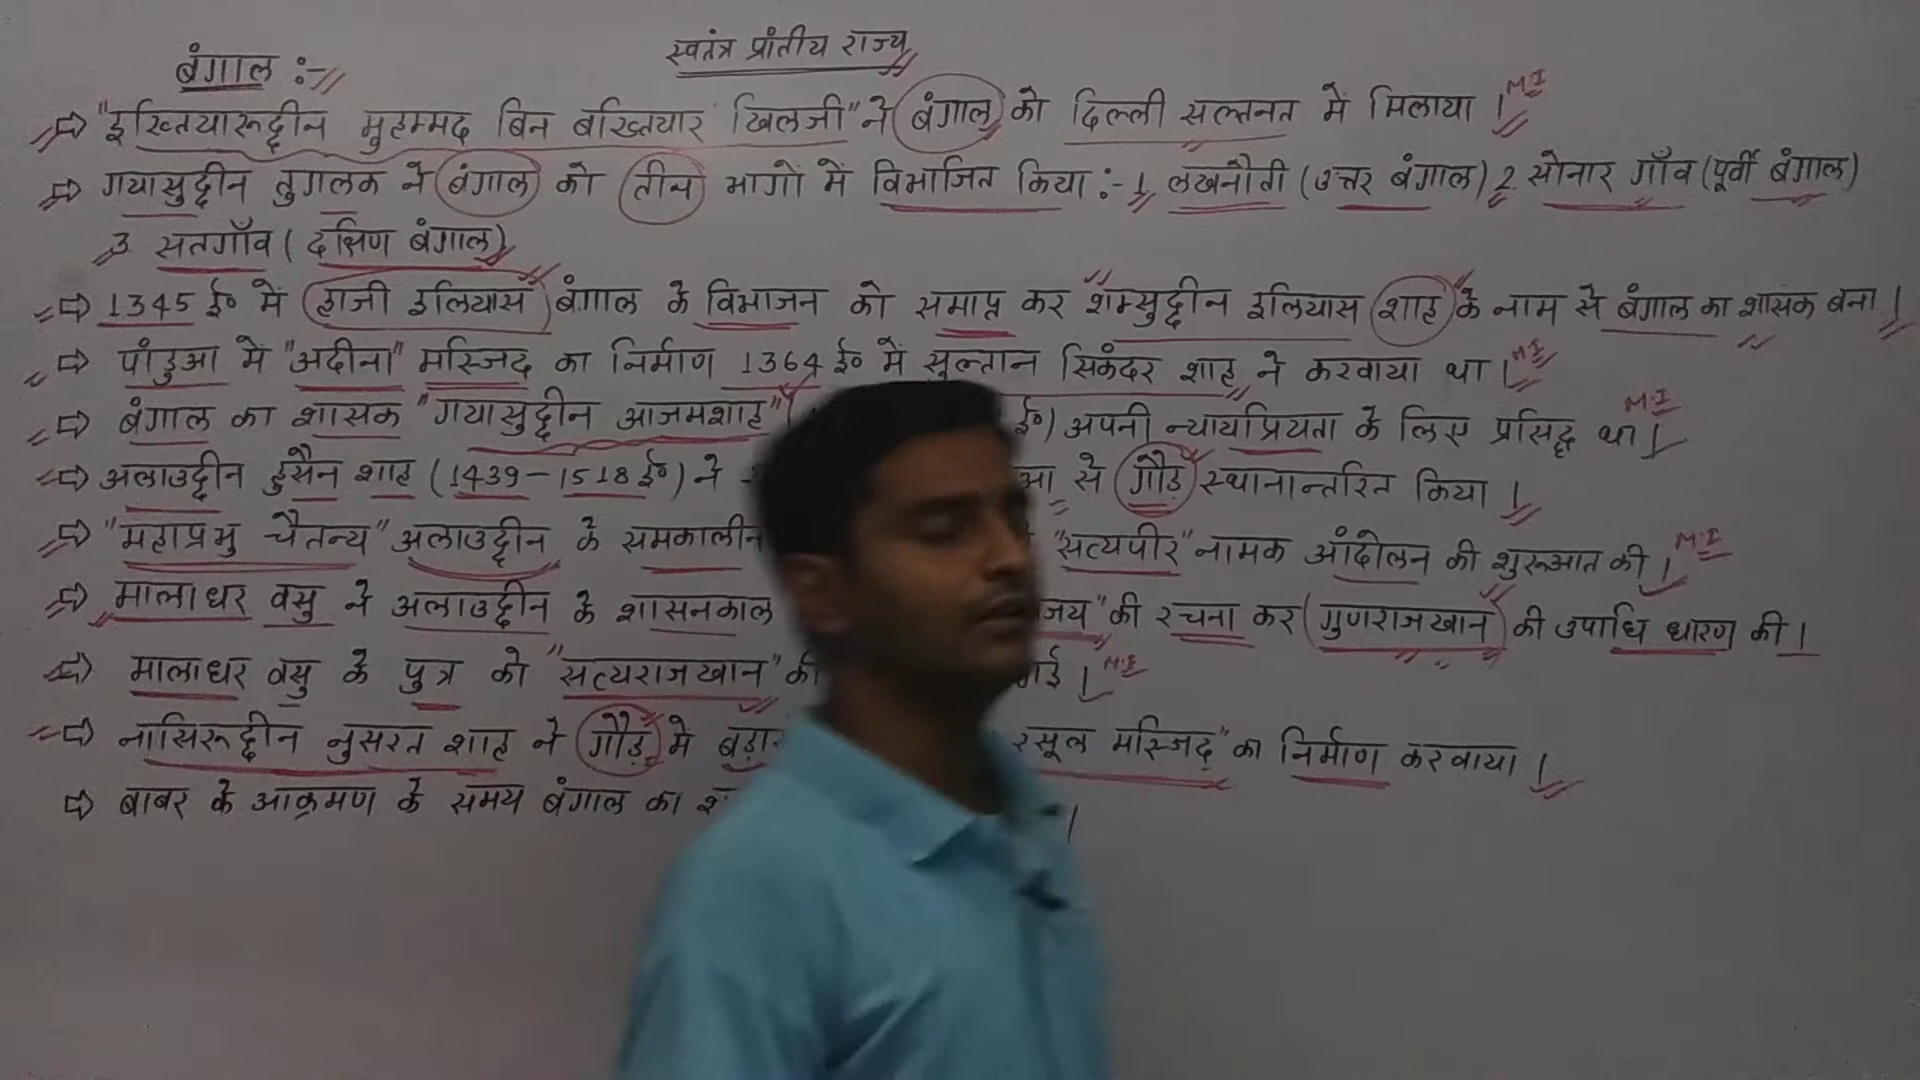 स्वतंत्र प्रांतीय राज्य
बंगाल :-
⇒ "इख्तियारूद्दीन मुहम्मद बिन बख्तियार खिलजी" ने बंगाल को दिल्ली सल्तनत में मिलाया। M.I
⇒ गयासुद्दीन तुगलक ने बंगाल को तीन भागों में विभाजित किया :- 1, लखनौती (उत्तर बंगाल) 2, सोनार गाँव (पूर्वी बंगाल)
3 सतगाँव (दक्षिण बंगाल)
⇒ 1345 ई० में हाजी इलियास बंगाल के विभाजन को समाप्त कर शम्सुद्दीन इलियास शाह के नाम से बंगाल का शासक बना।
⇒ पांडुआ में "अदीना" मस्जिद का निर्माण 1364 ई० में सुल्तान सिकंदर शाह ने करवाया था। M.I
⇒ बंगाल का शासक "गयासुद्दीन आजमशाह" ( ई०) अपनी न्यायप्रियता के लिए प्रसिद्ध था। M.I
⇒ अलाउद्दीन हुसैन शाह (1439-1518 ई०) ने से गौड़ स्थानान्तरित किया।
⇒ "महाप्रभु चैतन्य" अलाउद्दीन के समकालीन "सत्यपीर" नामक आंदोलन की शुरूआत की। M.I
⇒ मालाधर वसु ने अलाउद्दीन के शासनकाल जय" की रचना कर (गुणराजखान) की उपाधि धारण की।
⇒ मालाधर वसु के पुत्र को "सत्यराजखान" की गई। M.I
⇒ नासिरूद्दीन नुसरत शाह ने गौड़ में रसूल मस्जिद" का निर्माण करवाया।
⇒ बाबर के आक्रमण के समय बंगाल का